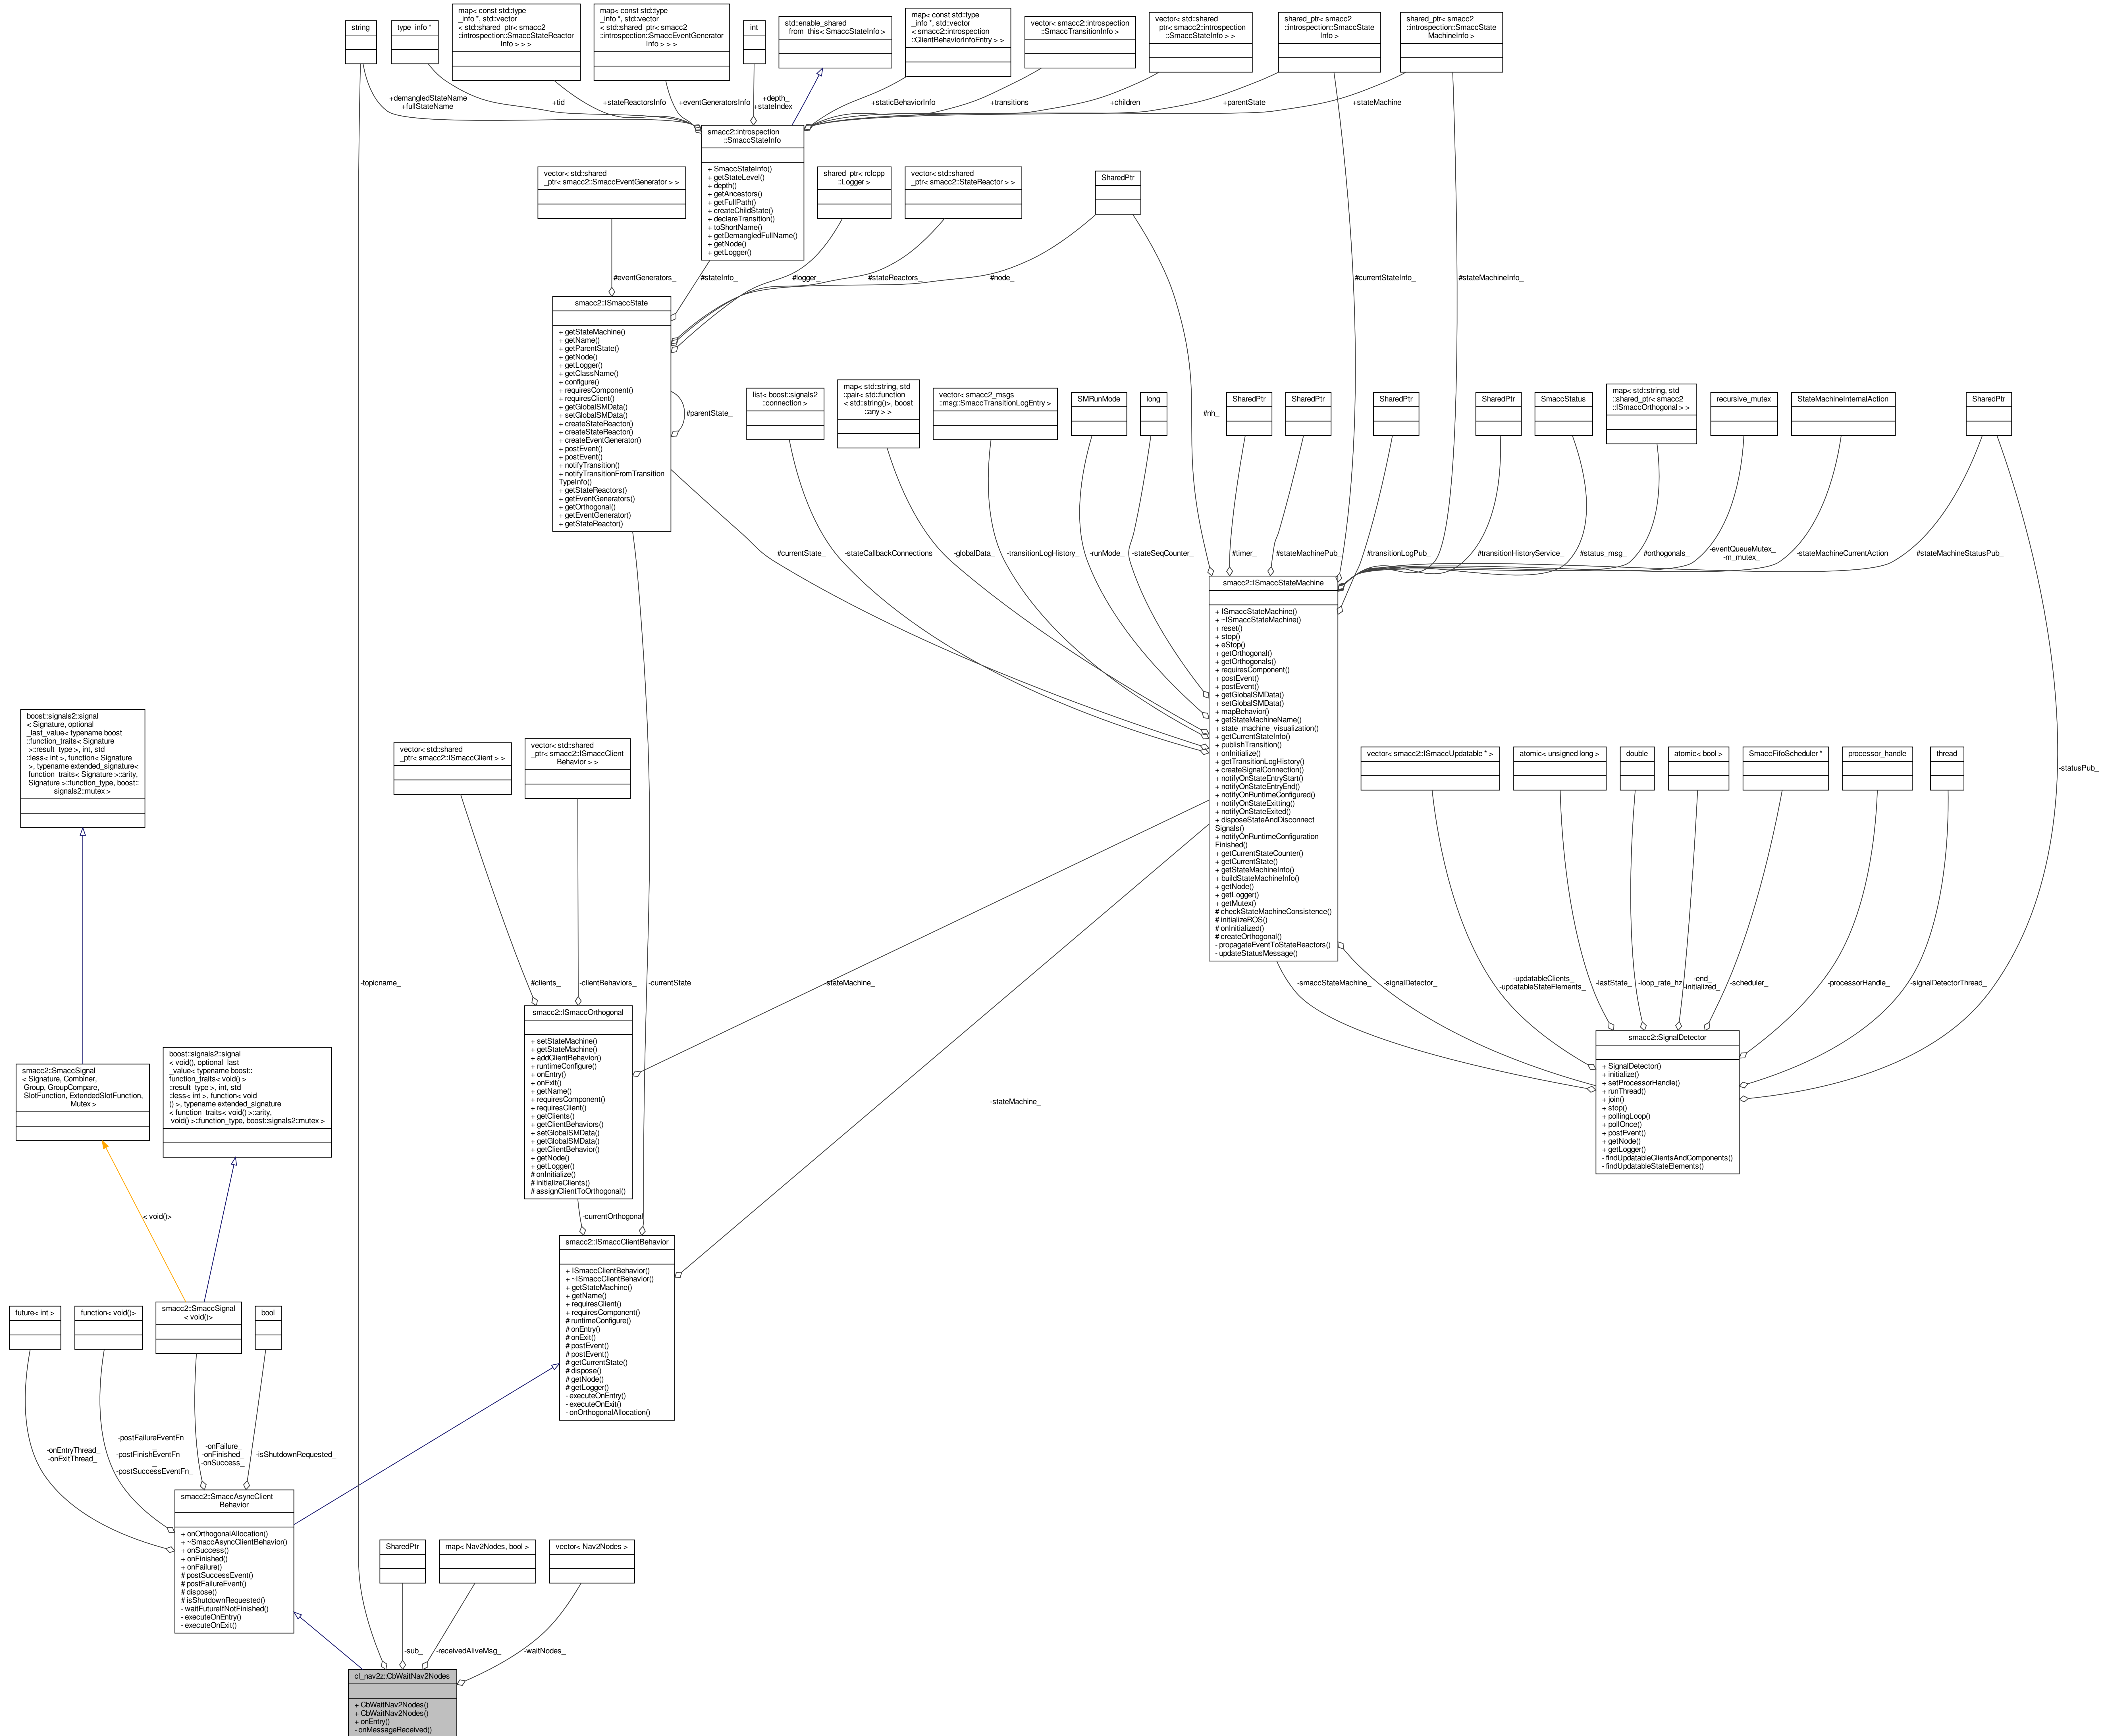 string
type_info *
map< const std::type
_info *, std::vector
< std::shared_ptr< smacc2
::introspection::SmaccStateReactor
Info > > >
map< const std::type
_info *, std::vector
< std::shared_ptr< smacc2
::introspection::SmaccEventGenerator
Info > > >
int
std::enable_shared
_from_this< SmaccStateInfo >
map< const std::type
_info *, std::vector
< smacc2::introspection
::ClientBehaviorInfoEntry > >
vector< smacc2::introspection
::SmaccTransitionInfo >
vector< std::shared
_ptr< smacc2::introspection
::SmaccStateInfo > >
shared_ptr< smacc2
::introspection::SmaccState
Info >
shared_ptr< smacc2
::introspection::SmaccState
MachineInfo >
+demangledStateName
+fullStateName
+tid_
+stateReactorsInfo
+eventGeneratorsInfo
+depth_
+stateIndex_
+staticBehaviorInfo
+transitions_
+children_
+parentState_
+stateMachine_
smacc2::introspection
::SmaccStateInfo
+ SmaccStateInfo()
+ getStateLevel()
+ depth()
+ getAncestors()
+ getFullPath()
+ createChildState()
+ declareTransition()
+ toShortName()
+ getDemangledFullName()
+ getNode()
+ getLogger()
vector< std::shared
_ptr< smacc2::SmaccEventGenerator > >
shared_ptr< rclcpp
::Logger >
vector< std::shared
_ptr< smacc2::StateReactor > >
SharedPtr
#eventGenerators_
#stateInfo_
#logger_
#stateReactors_
#node_
#currentStateInfo_
#stateMachineInfo_
smacc2::ISmaccState
+ getStateMachine()
+ getName()
+ getParentState()
+ getNode()
+ getLogger()
+ getClassName()
+ configure()
+ requiresComponent()
+ requiresClient()
+ getGlobalSMData()
+ setGlobalSMData()
+ createStateReactor()
+ createStateReactor()
+ createEventGenerator()
+ postEvent()
+ postEvent()
+ notifyTransition()
+ notifyTransitionFromTransition
TypeInfo()
+ getStateReactors()
+ getEventGenerators()
+ getOrthogonal()
+ getEventGenerator()
+ getStateReactor()
#parentState_
list< boost::signals2
::connection >
map< std::string, std
::pair< std::function
< std::string()>, boost
::any > >
vector< smacc2_msgs
::msg::SmaccTransitionLogEntry >
SMRunMode
long
#nh_
SharedPtr
SharedPtr
SharedPtr
SharedPtr
SmaccStatus
map< std::string, std
::shared_ptr< smacc2
::ISmaccOrthogonal > >
recursive_mutex
StateMachineInternalAction
SharedPtr
#currentState_
-stateCallbackConnections
-globalData_
-transitionLogHistory_
-runMode_
-stateSeqCounter_
#timer_
#stateMachinePub_
#transitionLogPub_
#transitionHistoryService_
#status_msg_
#orthogonals_
-eventQueueMutex_
-m_mutex_
-stateMachineCurrentAction
#stateMachineStatusPub_
smacc2::ISmaccStateMachine
+ ISmaccStateMachine()
+ ~ISmaccStateMachine()
+ reset()
+ stop()
+ eStop()
+ getOrthogonal()
+ getOrthogonals()
+ requiresComponent()
+ postEvent()
+ postEvent()
+ getGlobalSMData()
+ setGlobalSMData()
+ mapBehavior()
+ getStateMachineName()
+ state_machine_visualization()
+ getCurrentStateInfo()
+ publishTransition()
+ onInitialize()
+ getTransitionLogHistory()
+ createSignalConnection()
+ notifyOnStateEntryStart()
+ notifyOnStateEntryEnd()
+ notifyOnRuntimeConfigured()
+ notifyOnStateExitting()
+ notifyOnStateExited()
+ disposeStateAndDisconnect
Signals()
+ notifyOnRuntimeConfiguration
Finished()
+ getCurrentStateCounter()
+ getCurrentState()
+ getStateMachineInfo()
+ buildStateMachineInfo()
+ getNode()
+ getLogger()
+ getMutex()
# checkStateMachineConsistence()
# initializeROS()
# onInitialized()
# createOrthogonal()
- propagateEventToStateReactors()
- updateStatusMessage()
boost::signals2::signal
< Signature, optional
_last_value< typename boost
::function_traits< Signature
>::result_type >, int, std
::less< int >, function< Signature
>, typename extended_signature<
function_traits< Signature >::arity,
Signature >::function_type, boost::
signals2::mutex >
vector< std::shared
_ptr< smacc2::ISmaccClient > >
vector< std::shared
_ptr< smacc2::ISmaccClient
Behavior > >
vector< smacc2::ISmaccUpdatable * >
atomic< unsigned long >
double
atomic< bool >
SmaccFifoScheduler *
processor_handle
thread
-statusPub_
-topicname_
#clients_
-clientBehaviors_
-currentState
-stateMachine_
-smaccStateMachine_
-signalDetector_
-updatableClients_
-updatableStateElements_
-lastState_
-loop_rate_hz
-end_
-initialized_
-scheduler_
-processorHandle_
-signalDetectorThread_
smacc2::ISmaccOrthogonal
+ setStateMachine()
+ getStateMachine()
+ addClientBehavior()
+ runtimeConfigure()
+ onEntry()
+ onExit()
+ getName()
+ requiresComponent()
+ requiresClient()
+ getClients()
+ getClientBehaviors()
+ setGlobalSMData()
+ getGlobalSMData()
+ getClientBehavior()
+ getNode()
+ getLogger()
# onInitialize()
# initializeClients()
# assignClientToOrthogonal()
smacc2::SignalDetector
+ SignalDetector()
+ initialize()
+ setProcessorHandle()
+ runThread()
+ join()
+ stop()
+ pollingLoop()
+ pollOnce()
+ postEvent()
+ getNode()
+ getLogger()
- findUpdatableClientsAndComponents()
- findUpdatableStateElements()
smacc2::SmaccSignal
< Signature, Combiner,
Group, GroupCompare,
SlotFunction, ExtendedSlotFunction,
Mutex >
boost::signals2::signal
< void(), optional_last
_value< typename boost::
function_traits< void() >
::result_type >, int, std
::less< int >, function< void
() >, typename extended_signature
< function_traits< void() >::arity,
void() >::function_type, boost::signals2::mutex >
-stateMachine_
< void()>
-currentOrthogonal
smacc2::ISmaccClientBehavior
+ ISmaccClientBehavior()
+ ~ISmaccClientBehavior()
+ getStateMachine()
+ getName()
+ requiresClient()
+ requiresComponent()
# runtimeConfigure()
# onEntry()
# onExit()
# postEvent()
# postEvent()
# getCurrentState()
# dispose()
# getNode()
# getLogger()
- executeOnEntry()
- executeOnExit()
- onOrthogonalAllocation()
future< int >
function< void()>
smacc2::SmaccSignal
< void()>
bool
-onEntryThread_
-onExitThread_
-postFailureEventFn
_
-postFinishEventFn
_
-postSuccessEventFn_
-onFailure_
-onFinished_
-onSuccess_
-isShutdownRequested_
smacc2::SmaccAsyncClient
Behavior
+ onOrthogonalAllocation()
+ ~SmaccAsyncClientBehavior()
+ onSuccess()
+ onFinished()
+ onFailure()
# postSuccessEvent()
# postFailureEvent()
# dispose()
# isShutdownRequested()
- waitFutureIfNotFinished()
- executeOnEntry()
- executeOnExit()
SharedPtr
map< Nav2Nodes, bool >
vector< Nav2Nodes >
-sub_
-receivedAliveMsg_
-waitNodes_
cl_nav2z::CbWaitNav2Nodes
+ CbWaitNav2Nodes()
+ CbWaitNav2Nodes()
+ onEntry()
- onMessageReceived()